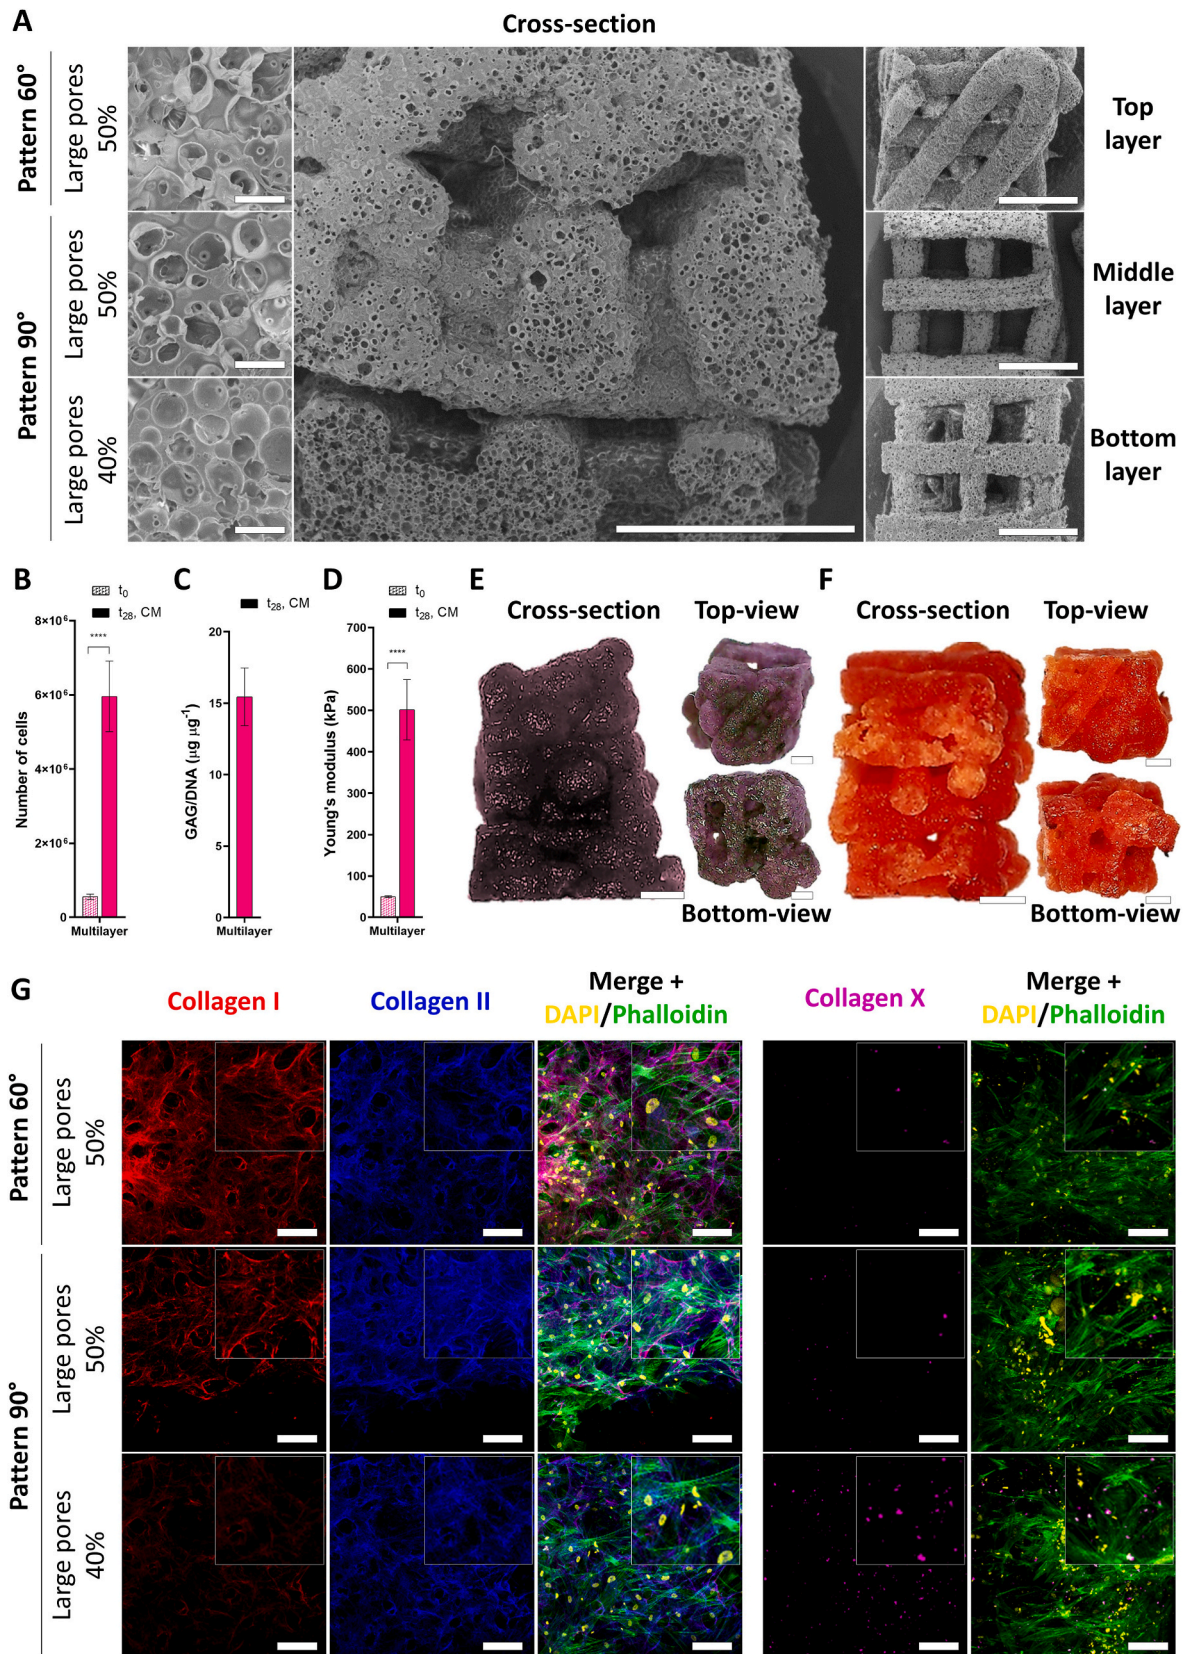 A
Cross-section
Pattern 60°
Large pores
50%
Top
layer
Pattern 90°
Large pores
50%
Middle
layer
Large pores
40%
Bottom
layer
B
t0
t28, CM
Number of cells
8×10⁶
6×10⁶
4×10⁶
2×10⁶
0
****
Multilayer
C
t28, CM
GAG/DNA (µg µg⁻¹)
20
15
10
5
0
Multilayer
D
t0
t28, CM
Young's modulus (kPa)
700
600
500
400
300
200
100
0
****
Multilayer
E
Cross-section
Top-view
Bottom-view
F
Cross-section
Top-view
Bottom-view
G
Collagen I
Collagen II
Merge +
DAPI/Phalloidin
Collagen X
Merge +
DAPI/Phalloidin
Pattern 60°
Large pores
50%
Pattern 90°
Large pores
50%
Large pores
40%